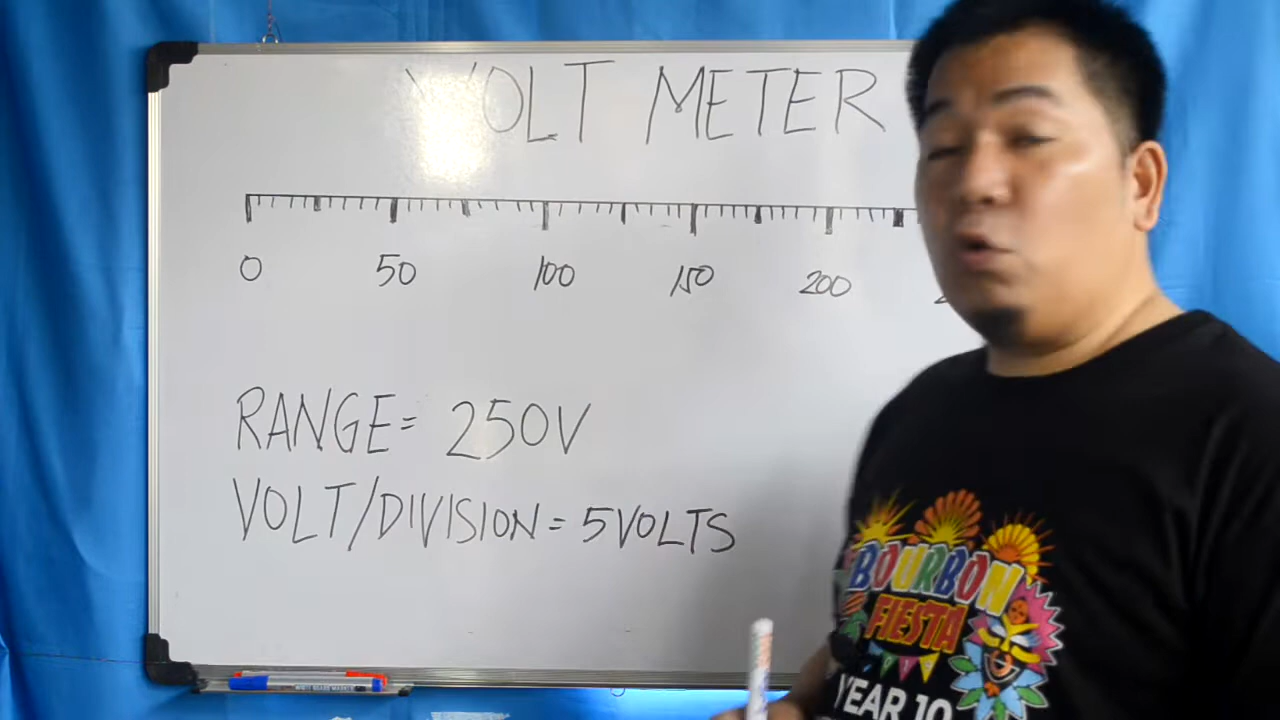 VOLT METER
0 50 100 150 200
RANGE= 250V
VOLT/DIVISION= 5VOLTS
BOURBON
FIESTA
YEAR 10